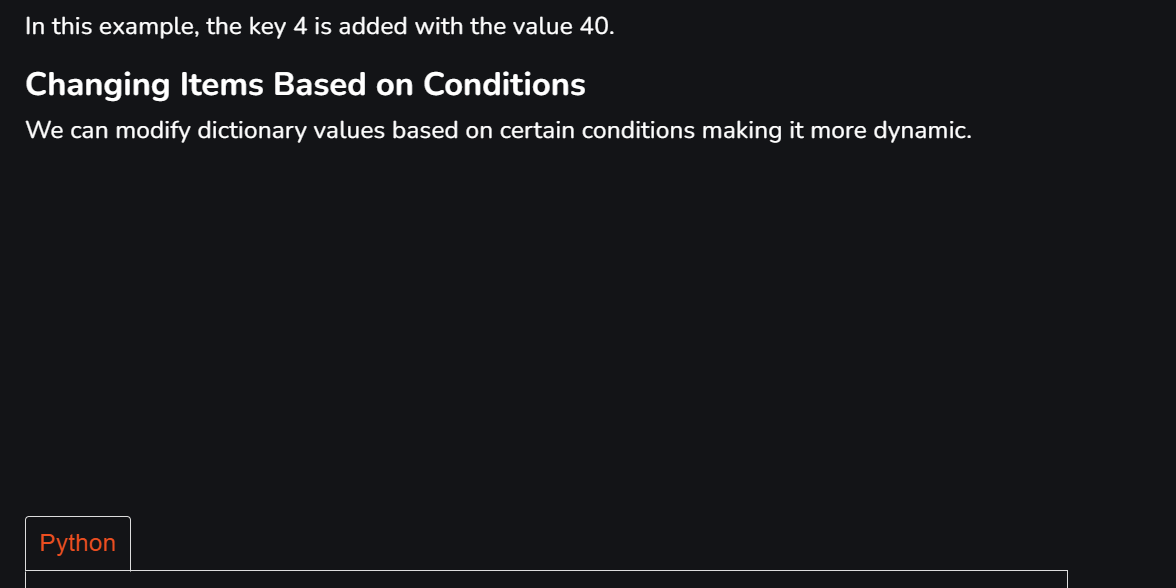 In this example, the key 4 is added with the value 40.
Changing Items Based on Conditions
We can modify dictionary values based on certain conditions making it more dynamic.
Python